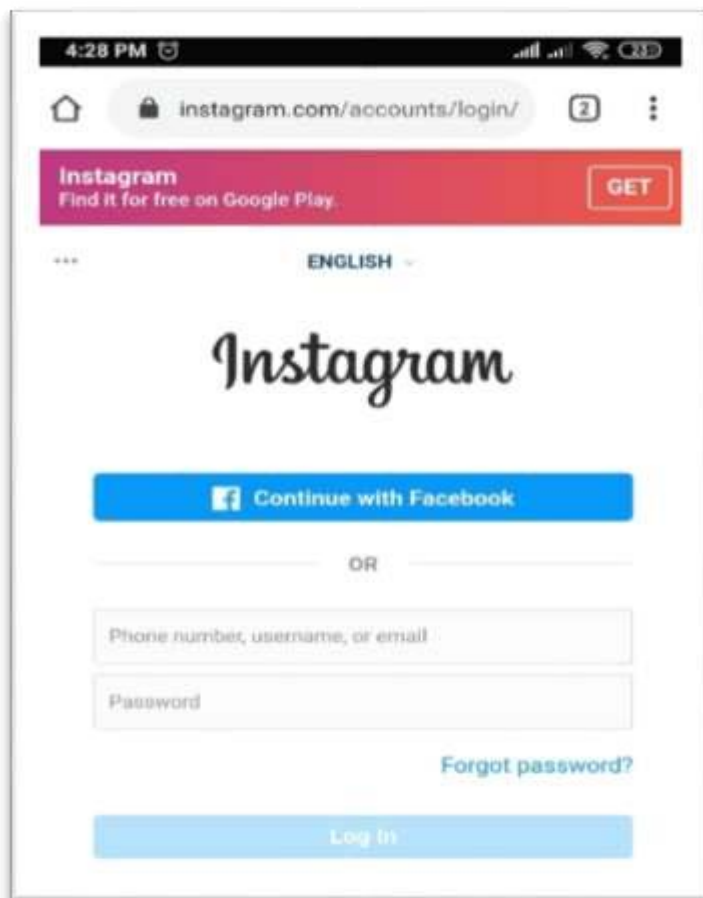 4:28 PM 23
instagram.com/accounts/login/ 2
Instagram
Find it for free on Google Play.
GET
ENGLISH
Instagram
Continue with Facebook
OR
Phone number, username, or email
Password
Forgot password?
Log In